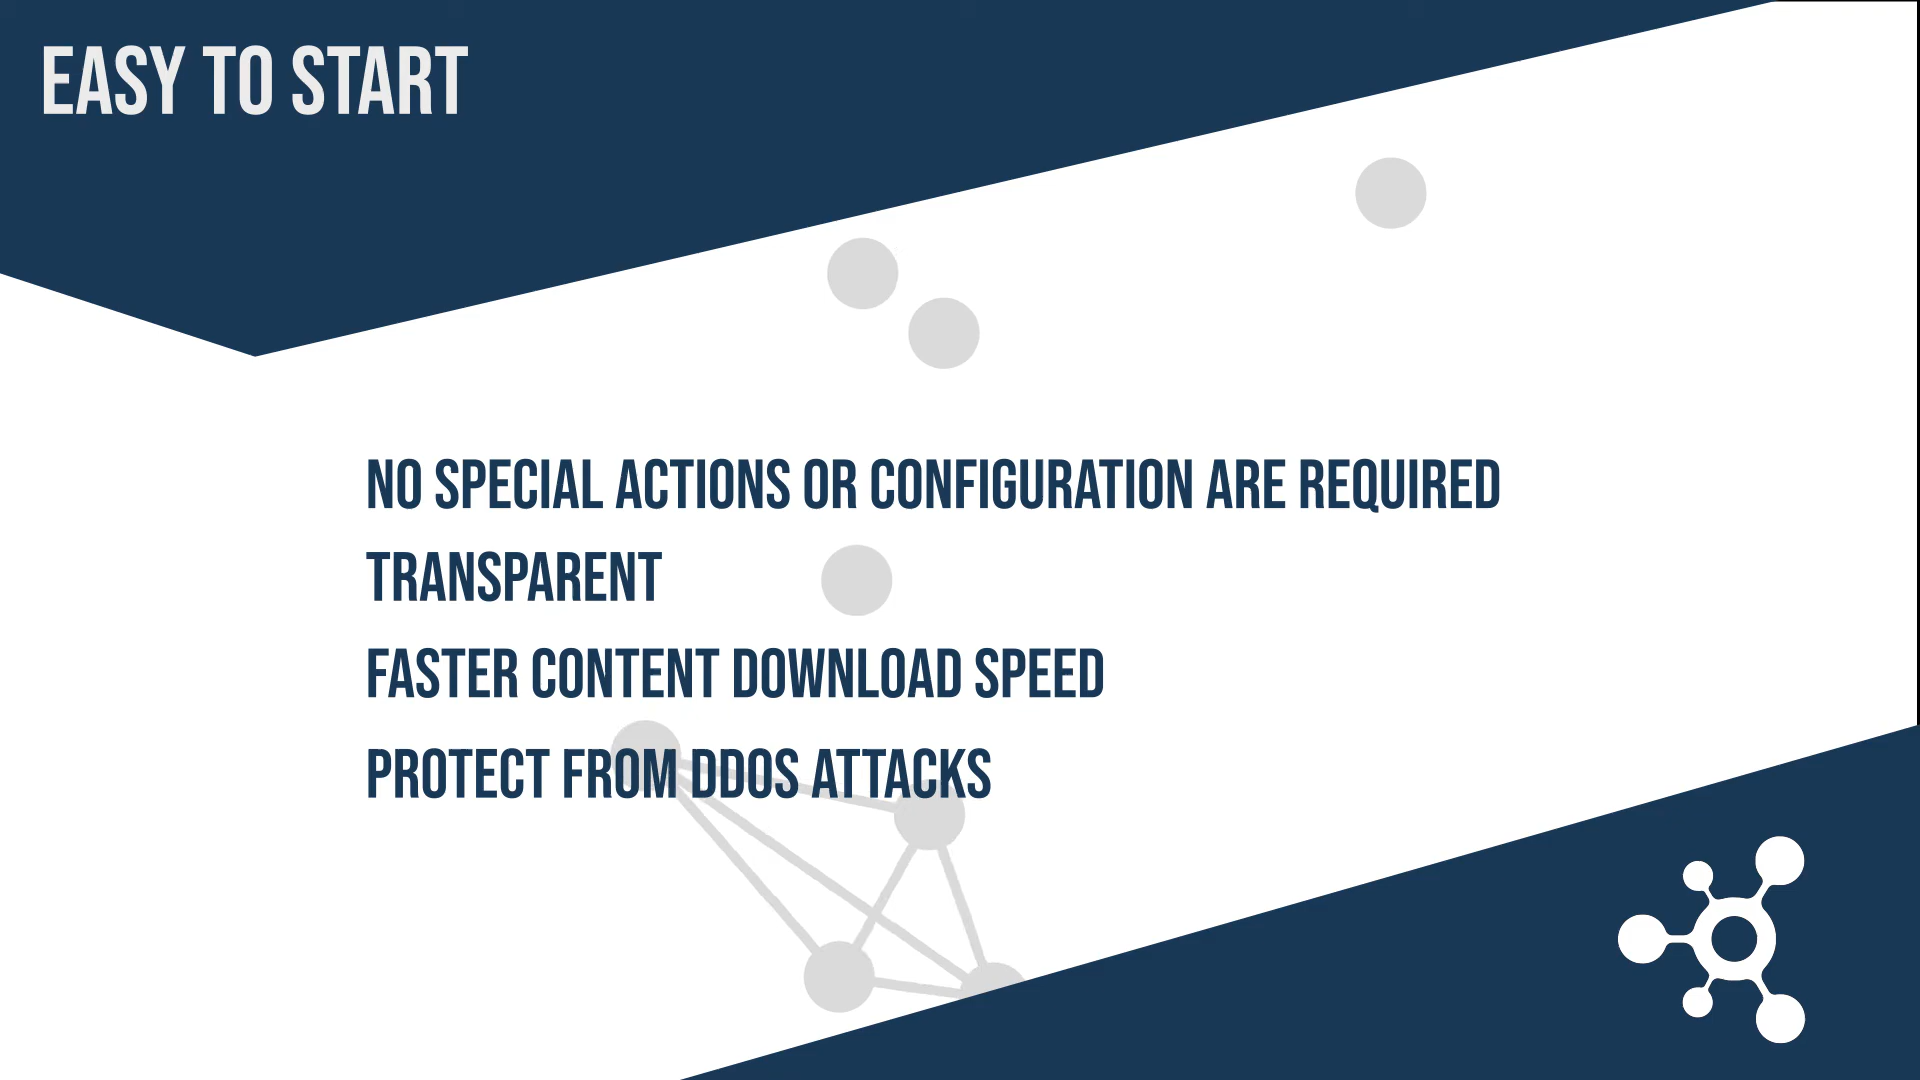 EASY TO START
NO SPECIAL ACTIONS OR CONFIGURATION ARE REQUIRED
TRANSPARENT
FASTER CONTENT DOWNLOAD SPEED
PROTECT FROM DDOS ATTACKS